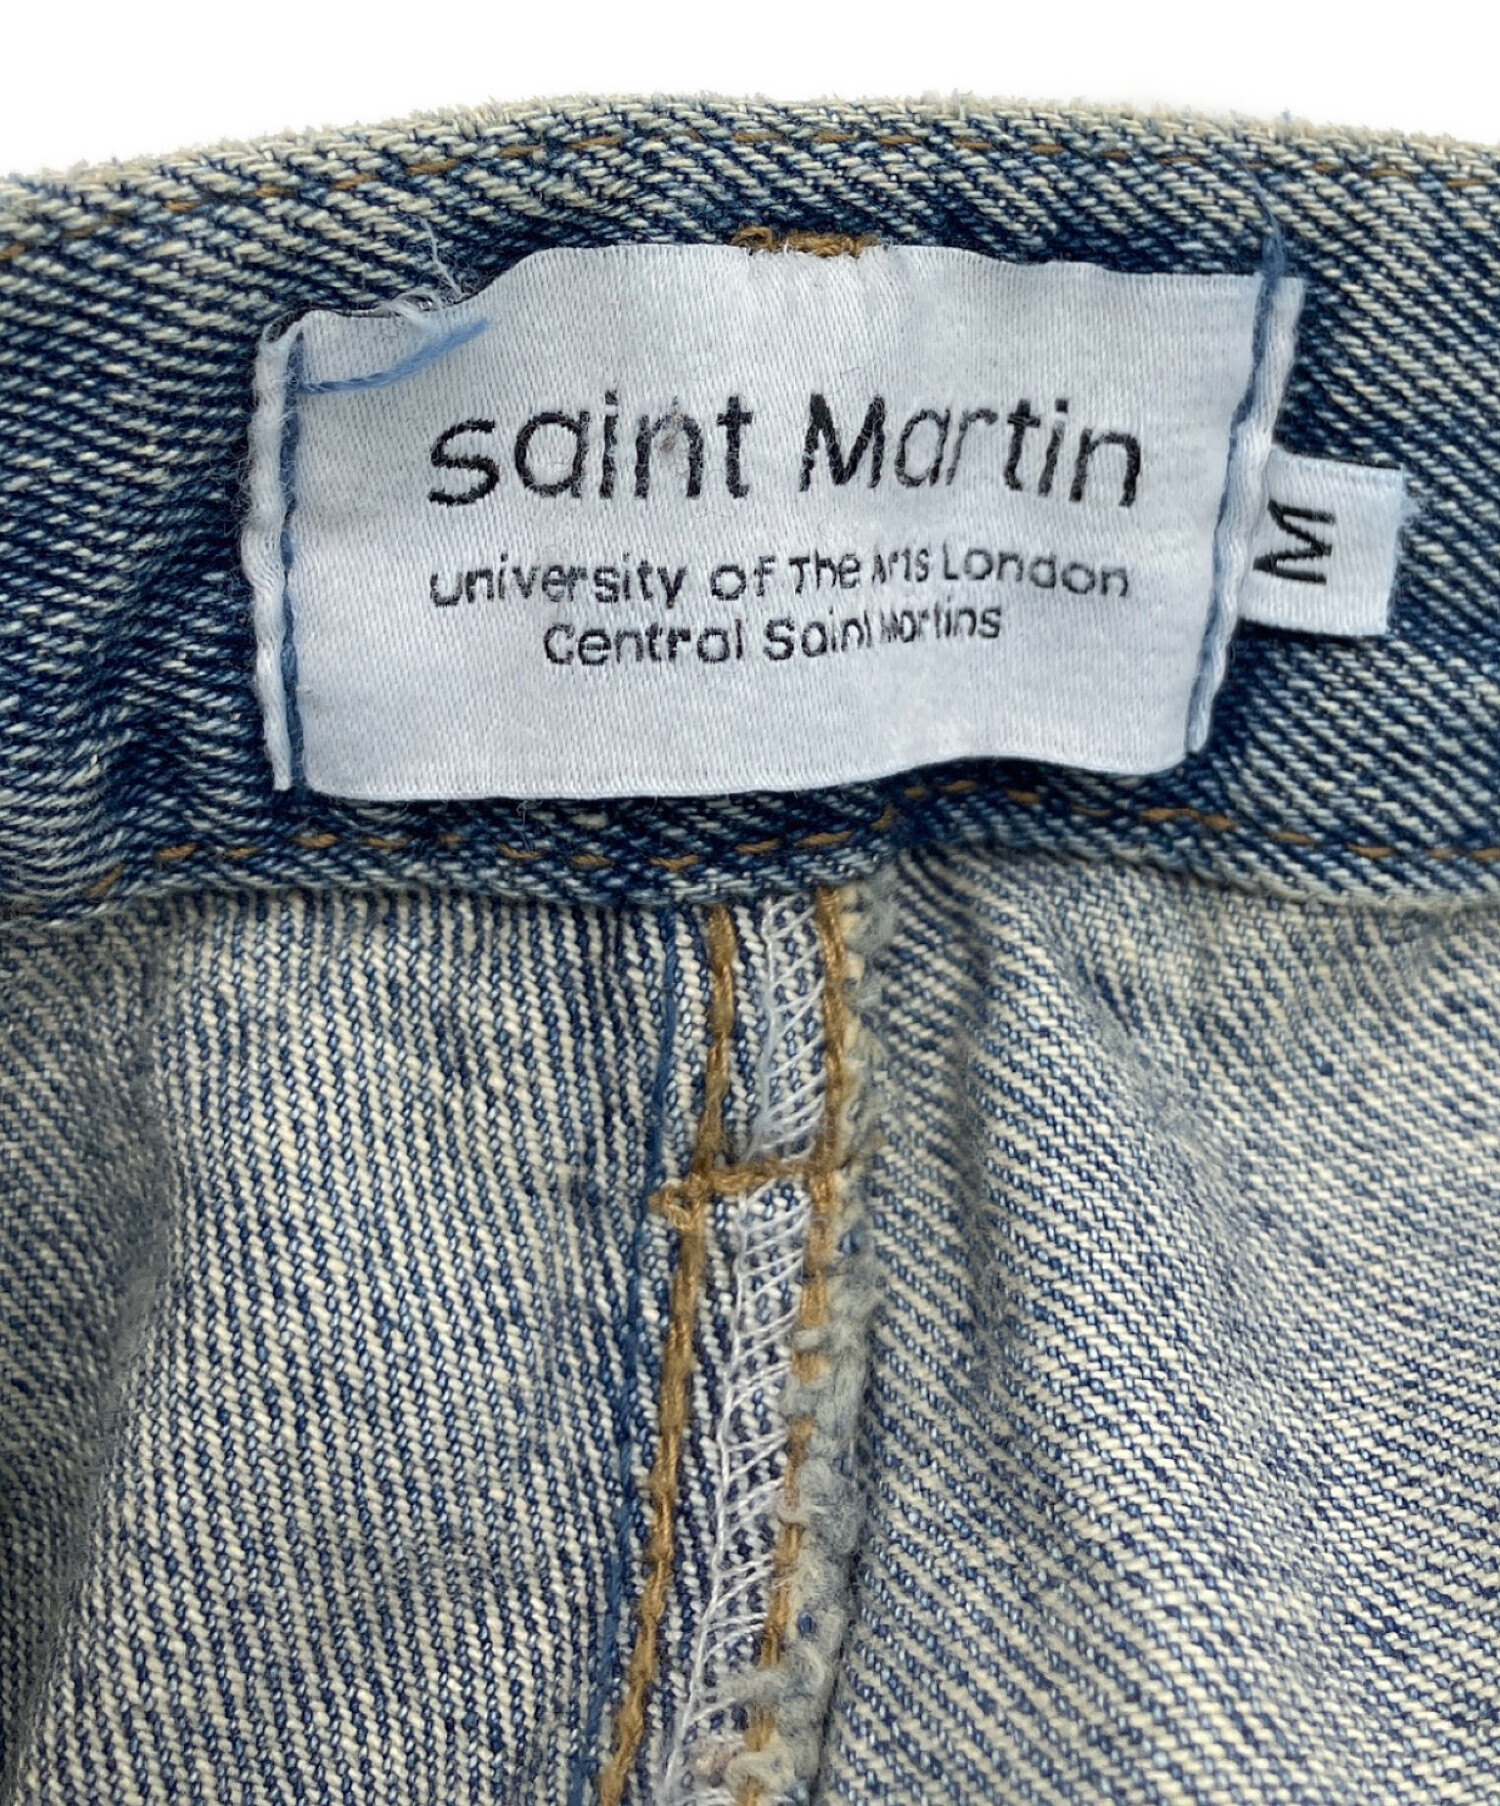 saint Martin
university of The Arts London
Central Saint Martins
M